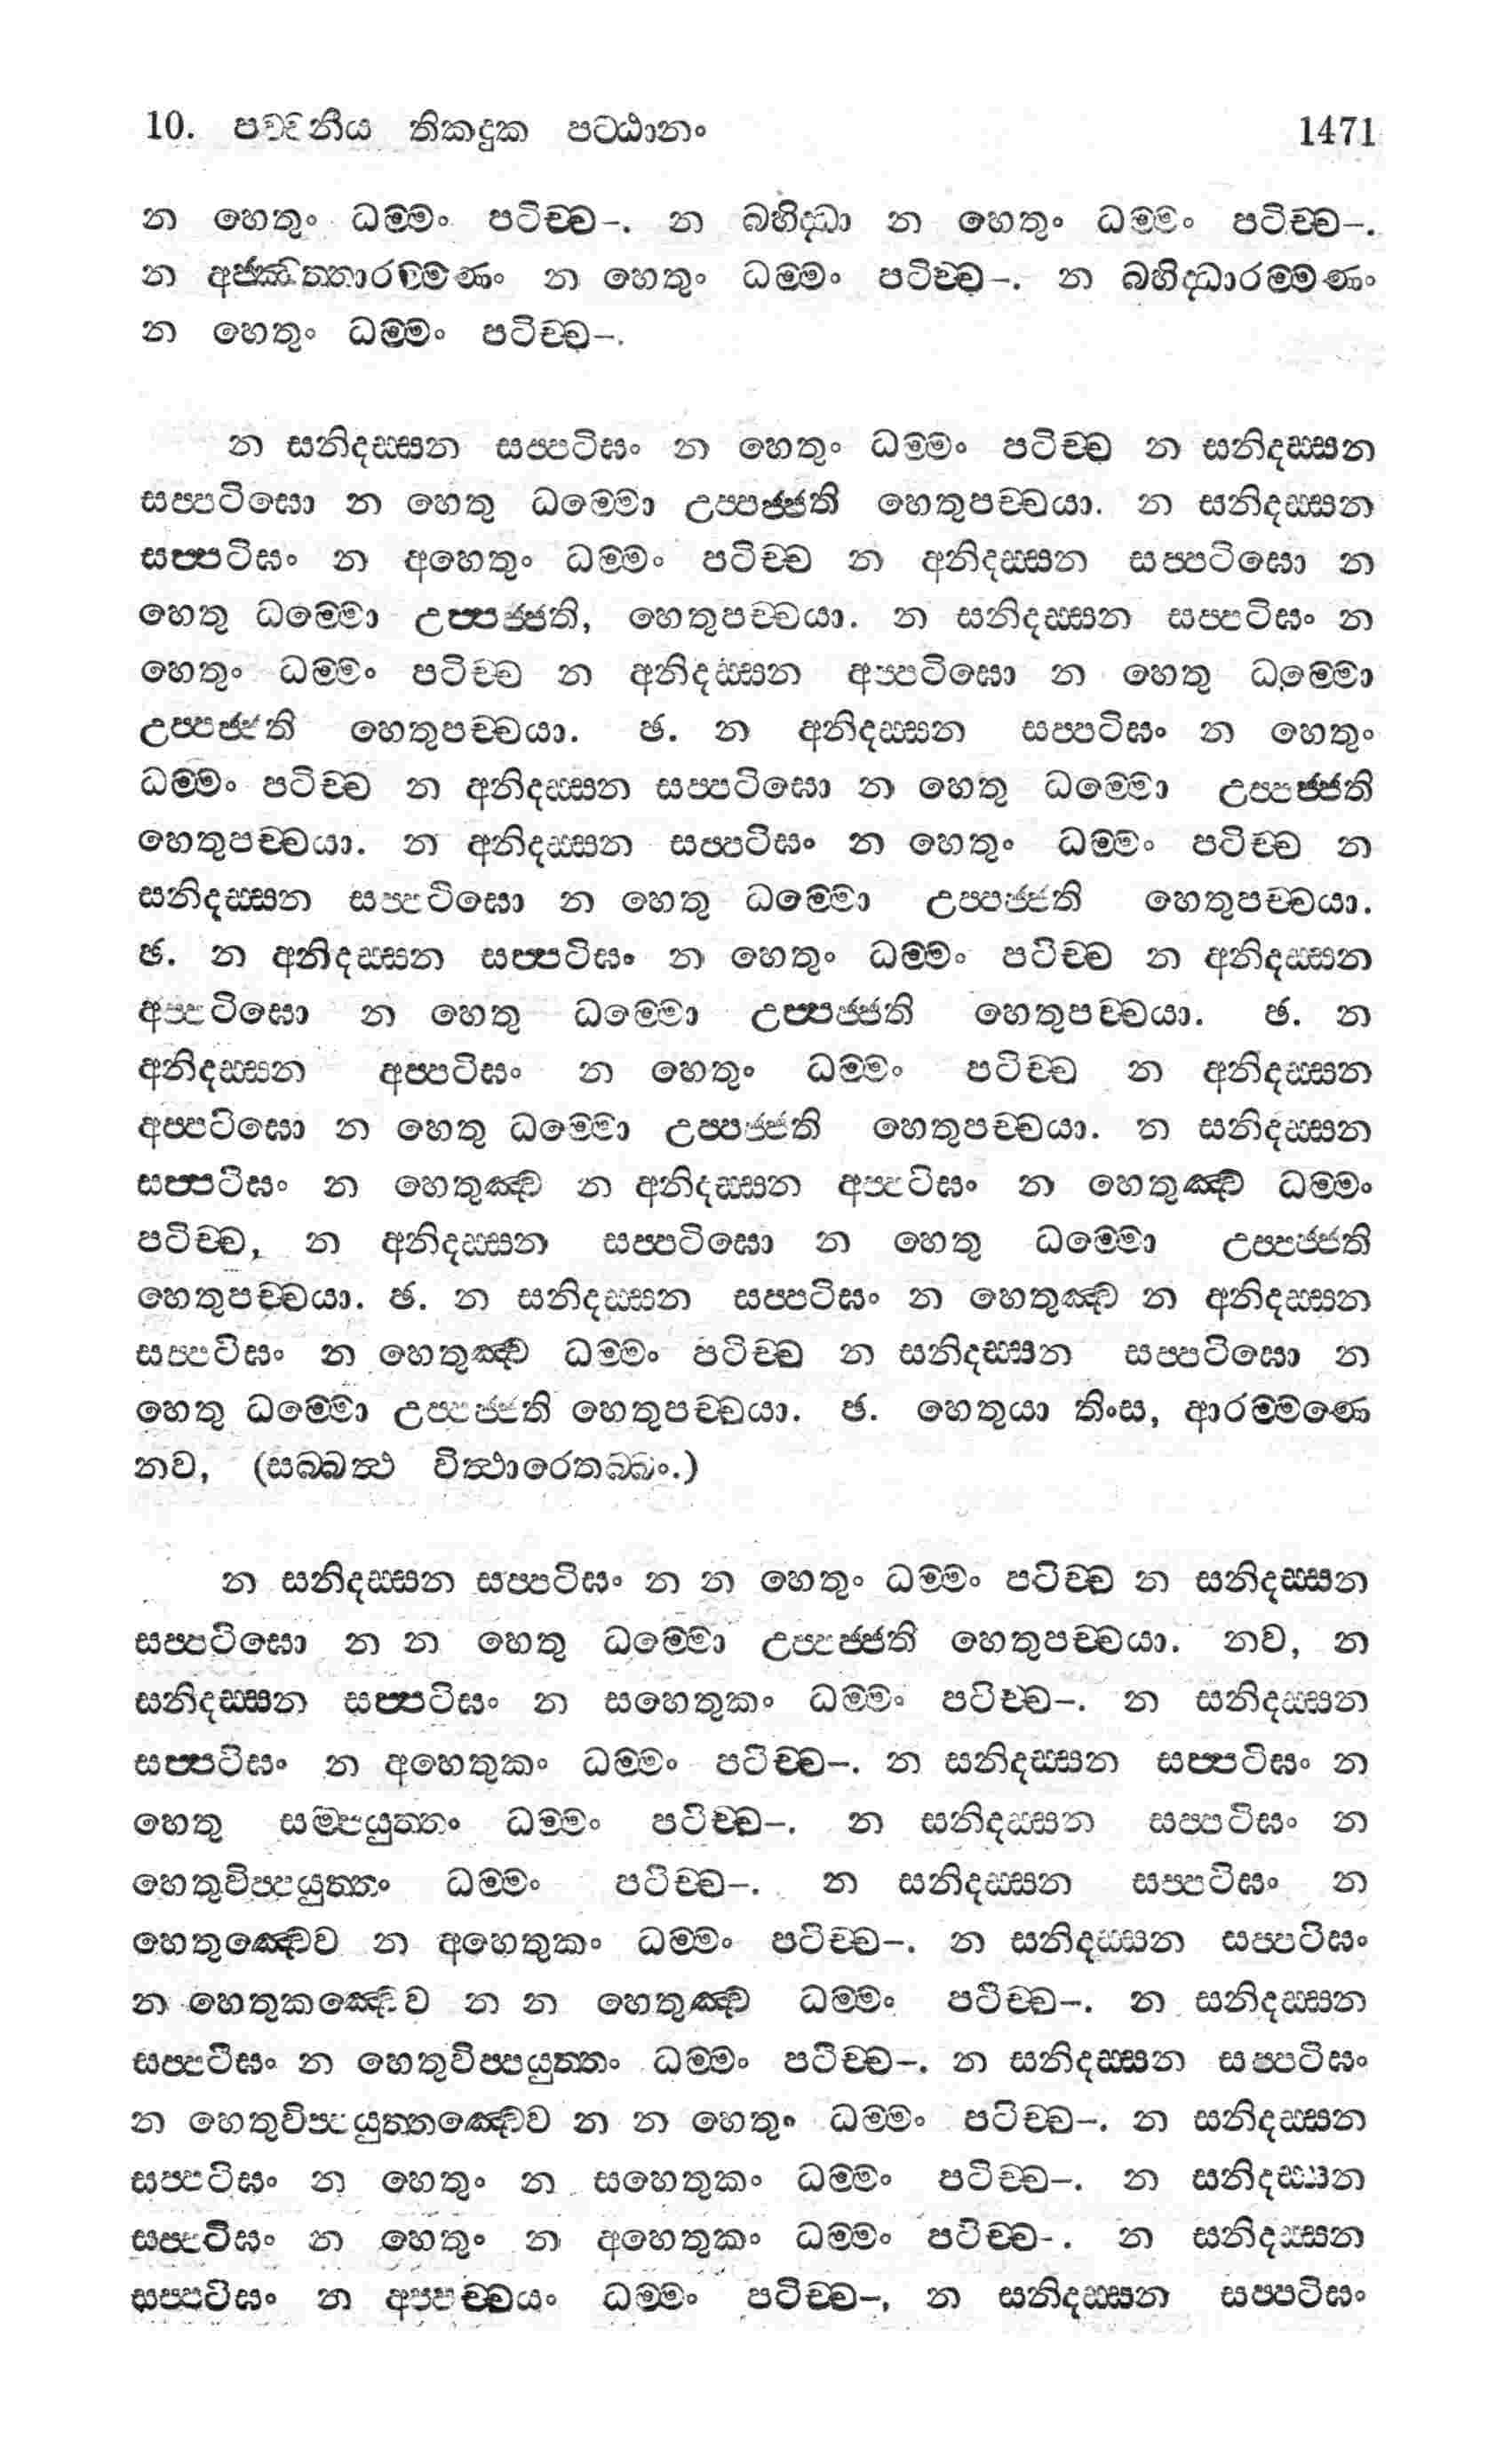 10. පච්චනීය තිකදුක පට්ඨානං 1471
න හෙතුං ධම්මං පටිච්ච-. න බහිද්ධා න හෙතුං ධම්මං පටිච්ච-.
න අජ්ඣත්තාරම්මණං න හෙතුං ධම්මං පටිච්ච-. න බහිද්ධාරම්මණං
න හෙතුං ධම්මං පටිච්ච-.
න සනිදස්සන සප්පටිඝං න හෙතුං ධම්මං පටිච්ච න සනිදස්සන
සප්පටිඝො න හෙතු ධම්මො උප්පජ්ජති හෙතුපච්චයා. න සනිදස්සන
සප්පටිඝං න අහෙතුං ධම්මං පටිච්ච න අනිදස්සන සප්පටිඝො න
හෙතු ධම්මො උප්පජ්ජති, හෙතුපච්චයා. න සනිදස්සන සප්පටිඝං න
හෙතුං ධම්මං පටිච්ච න අනිදස්සන අප්පටිඝො න හෙතු ධම්මො
උප්පජ්ජති හෙතුපච්චයා. ඡ. න අනිදස්සන සප්පටිඝං න හෙතුං
ධම්මං පටිච්ච න අනිදස්සන සප්පටිඝො න හෙතු ධම්මො උප්පජ්ජති
හෙතුපච්චයා. න අනිදස්සන සප්පටිඝං න හෙතුං ධම්මං පටිච්ච න
සනිදස්සන සප්පටිඝො න හෙතු ධම්මො උප්පජ්ජති හෙතුපච්චයා.
ඡ. න අනිදස්සන සප්පටිඝං න හෙතුං ධම්මං පටිච්ච න අනිදස්සන
අප්පටිඝො න හෙතු ධම්මො උප්පජ්ජති හෙතුපච්චයා. ඡ. න
අනිදස්සන අප්පටිඝං න හෙතුං ධම්මං පටිච්ච න අනිදස්සන
අප්පටිඝො න හෙතු ධම්මො උප්පජ්ජති හෙතුපච්චයා. න සනිදස්සන
සප්පටිඝං න හෙතුඤ්ච න අනිදස්සන අප්පටිඝං න හෙතුඤ්ච ධම්මං
පටිච්ච, න අනිදස්සන සප්පටිඝො න හෙතු ධම්මො උප්පජ්ජති
හෙතුපච්චයා. ඡ. න සනිදස්සන සප්පටිඝං න හෙතුඤ්ච න අනිදස්සන
සප්පටිඝං න හෙතුඤ්ච ධම්මං පටිච්ච න සනිදස්සන සප්පටිඝො න
හෙතු ධම්මො උප්පජ්ජති හෙතුපච්චයා. ඡ. හෙතුයා තිංස, ආරම්මණෙ
නව, (සබ්බත්ථ විත්ථාරෙතබ්බං.)
න සනිදස්සන සප්පටිඝං න න හෙතුං ධම්මං පටිච්ච න සනිදස්සන
සප්පටිඝො න න හෙතු ධම්මො උප්පජ්ජති හෙතුපච්චයා. නව, න
සනිදස්සන සප්පටිඝං න සහෙතුකං ධම්මං පටිච්ච-. න සනිදස්සන
සප්පටිඝං න අහෙතුකං ධම්මං පටිච්ච-. න සනිදස්සන සප්පටිඝං න
හෙතු සම්පයුත්තං ධම්මං පටිච්ච-. න සනිදස්සන සප්පටිඝං න
හෙතුවිප්පයුත්තං ධම්මං පටිච්ච-. න සනිදස්සන සප්පටිඝං න
හෙතුඤ්චෙව න අහෙතුකං ධම්මං පටිච්ච-. න සනිදස්සන සප්පටිඝං
න හෙතුකඤ්චෙව න න හෙතුඤ්ච ධම්මං පටිච්ච-. න සනිදස්සන
සප්පටිඝං න හෙතුවිප්පයුත්තං ධම්මං පටිච්ච-. න සනිදස්සන සප්පටිඝං
න හෙතුවිප්පයුත්තඤ්චෙව න න හෙතුං ධම්මං පටිච්ච-. න සනිදස්සන
සප්පටිඝං න හෙතුං න සහෙතුකං ධම්මං පටිච්ච-. න සනිදස්සන
සප්පටිඝං න හෙතුං න අහෙතුකං ධම්මං පටිච්ච-. න සනිදස්සන
සප්පටිඝං න අප්පච්චයං ධම්මං පටිච්ච-, න සනිදස්සන සප්පටිඝං